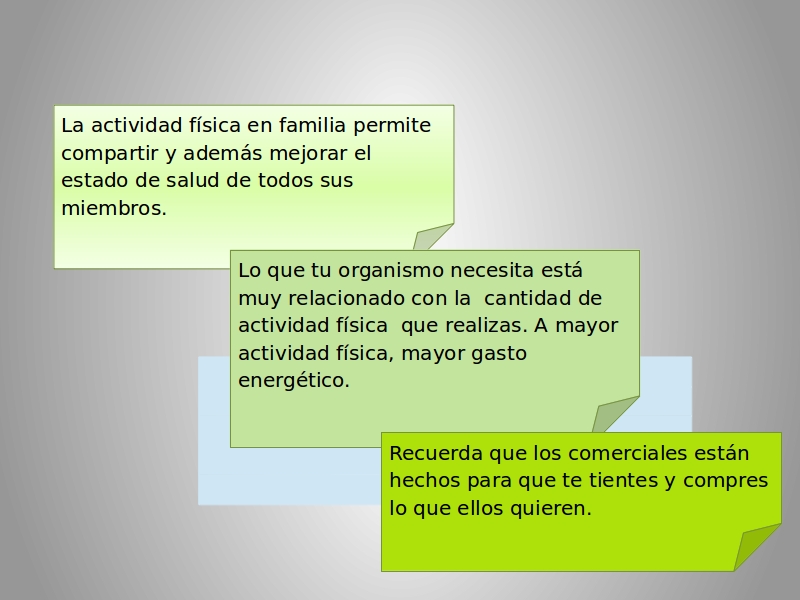 La actividad física en familia permite
compartir y además mejorar el
estado de salud de todos sus
miembros.
Lo que tu organismo necesita está
muy relacionado con la  cantidad de
actividad física  que realizas. A mayor
actividad física, mayor gasto
energético.
Recuerda que los comerciales están
hechos para que te tientes y compres
lo que ellos quieren.